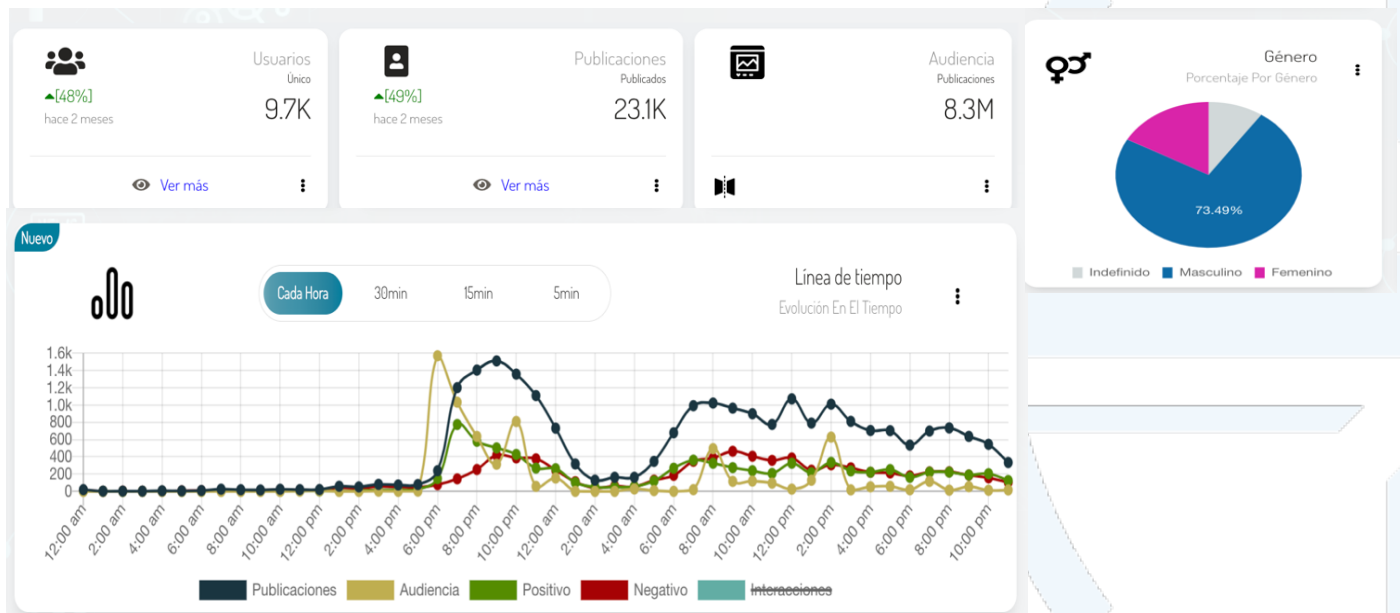 Usuarios
Único
[48%]
9.7K
hace 2 meses
Ver más
Publicaciones
Publicados
[49%]
23.1K
hace 2 meses
Ver más
Audiencia
Publicaciones
8.3M
Género
Porcentaje Por Género
73.49%
Indefinido Masculino Femenino
Nuevo
Cada Hora 30min 15min 5min
Línea de tiempo
Evolución En El Tiempo
1.6k
1.4k
1.2k
1.0k
800
600
400
200
0
12:00 am 2:00 am 4:00 am 6:00 am 8:00 am 10:00 am 12:00 pm 2:00 pm 4:00 pm 6:00 pm 8:00 pm 10:00 pm 12:00 am 2:00 am 4:00 am 6:00 am 8:00 am 10:00 am 12:00 pm 2:00 pm 4:00 pm 6:00 pm 8:00 pm 10:00 pm
Publicaciones Audiencia Positivo Negativo Interacciones